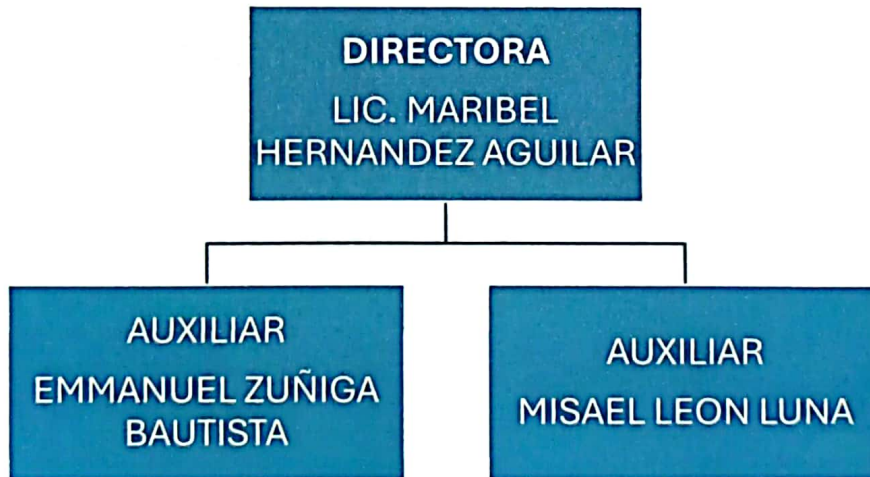 DIRECTORA
LIC. MARIBEL
HERNANDEZ AGUILAR
AUXILIAR
EMMANUEL ZUÑIGA
BAUTISTA
AUXILIAR
MISAEL LEON LUNA